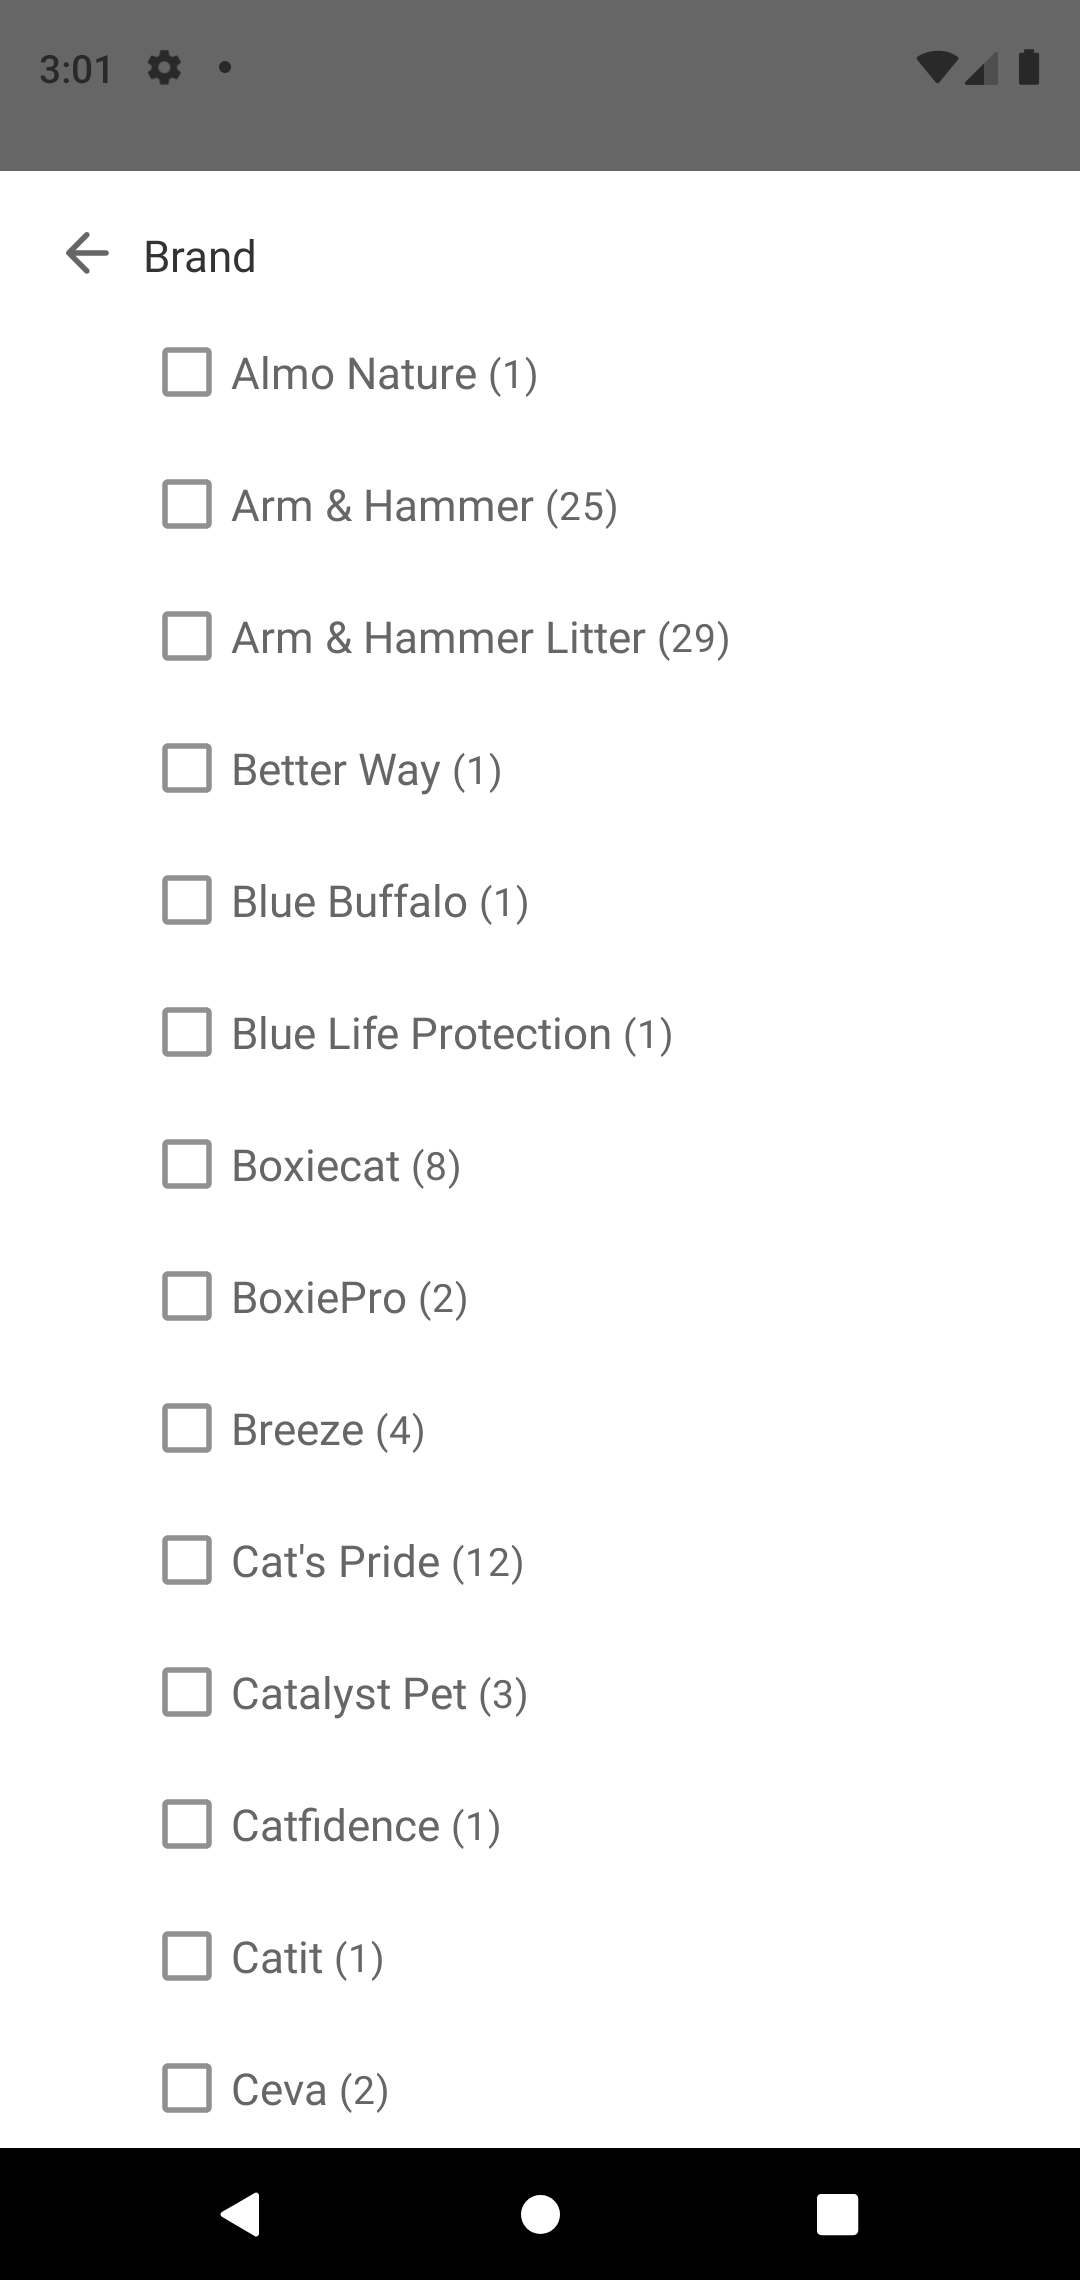 3:01
Brand
Almo Nature (1)
Arm & Hammer (25)
Arm & Hammer Litter (29)
Better Way (1)
Blue Buffalo (1)
Blue Life Protection (1)
Boxiecat (8)
BoxiePro (2)
Breeze (4)
Cat's Pride (12)
Catalyst Pet (3)
Catfidence (1)
Catit (1)
Ceva (2)